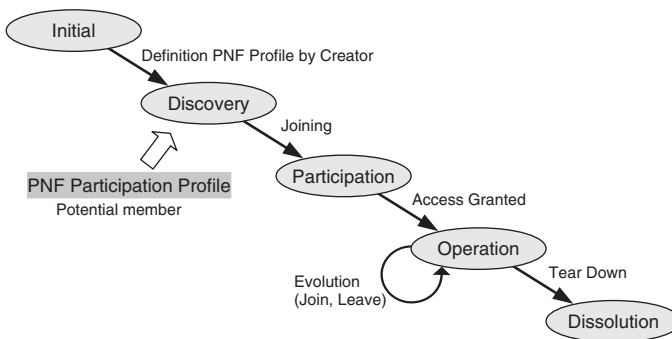 Initial
Definition PNF Profile by Creator
Discovery
Joining
PNF Participation Profile
Potential member
Participation
Access Granted
Operation
Evolution
(Join, Leave)
Tear Down
Dissolution